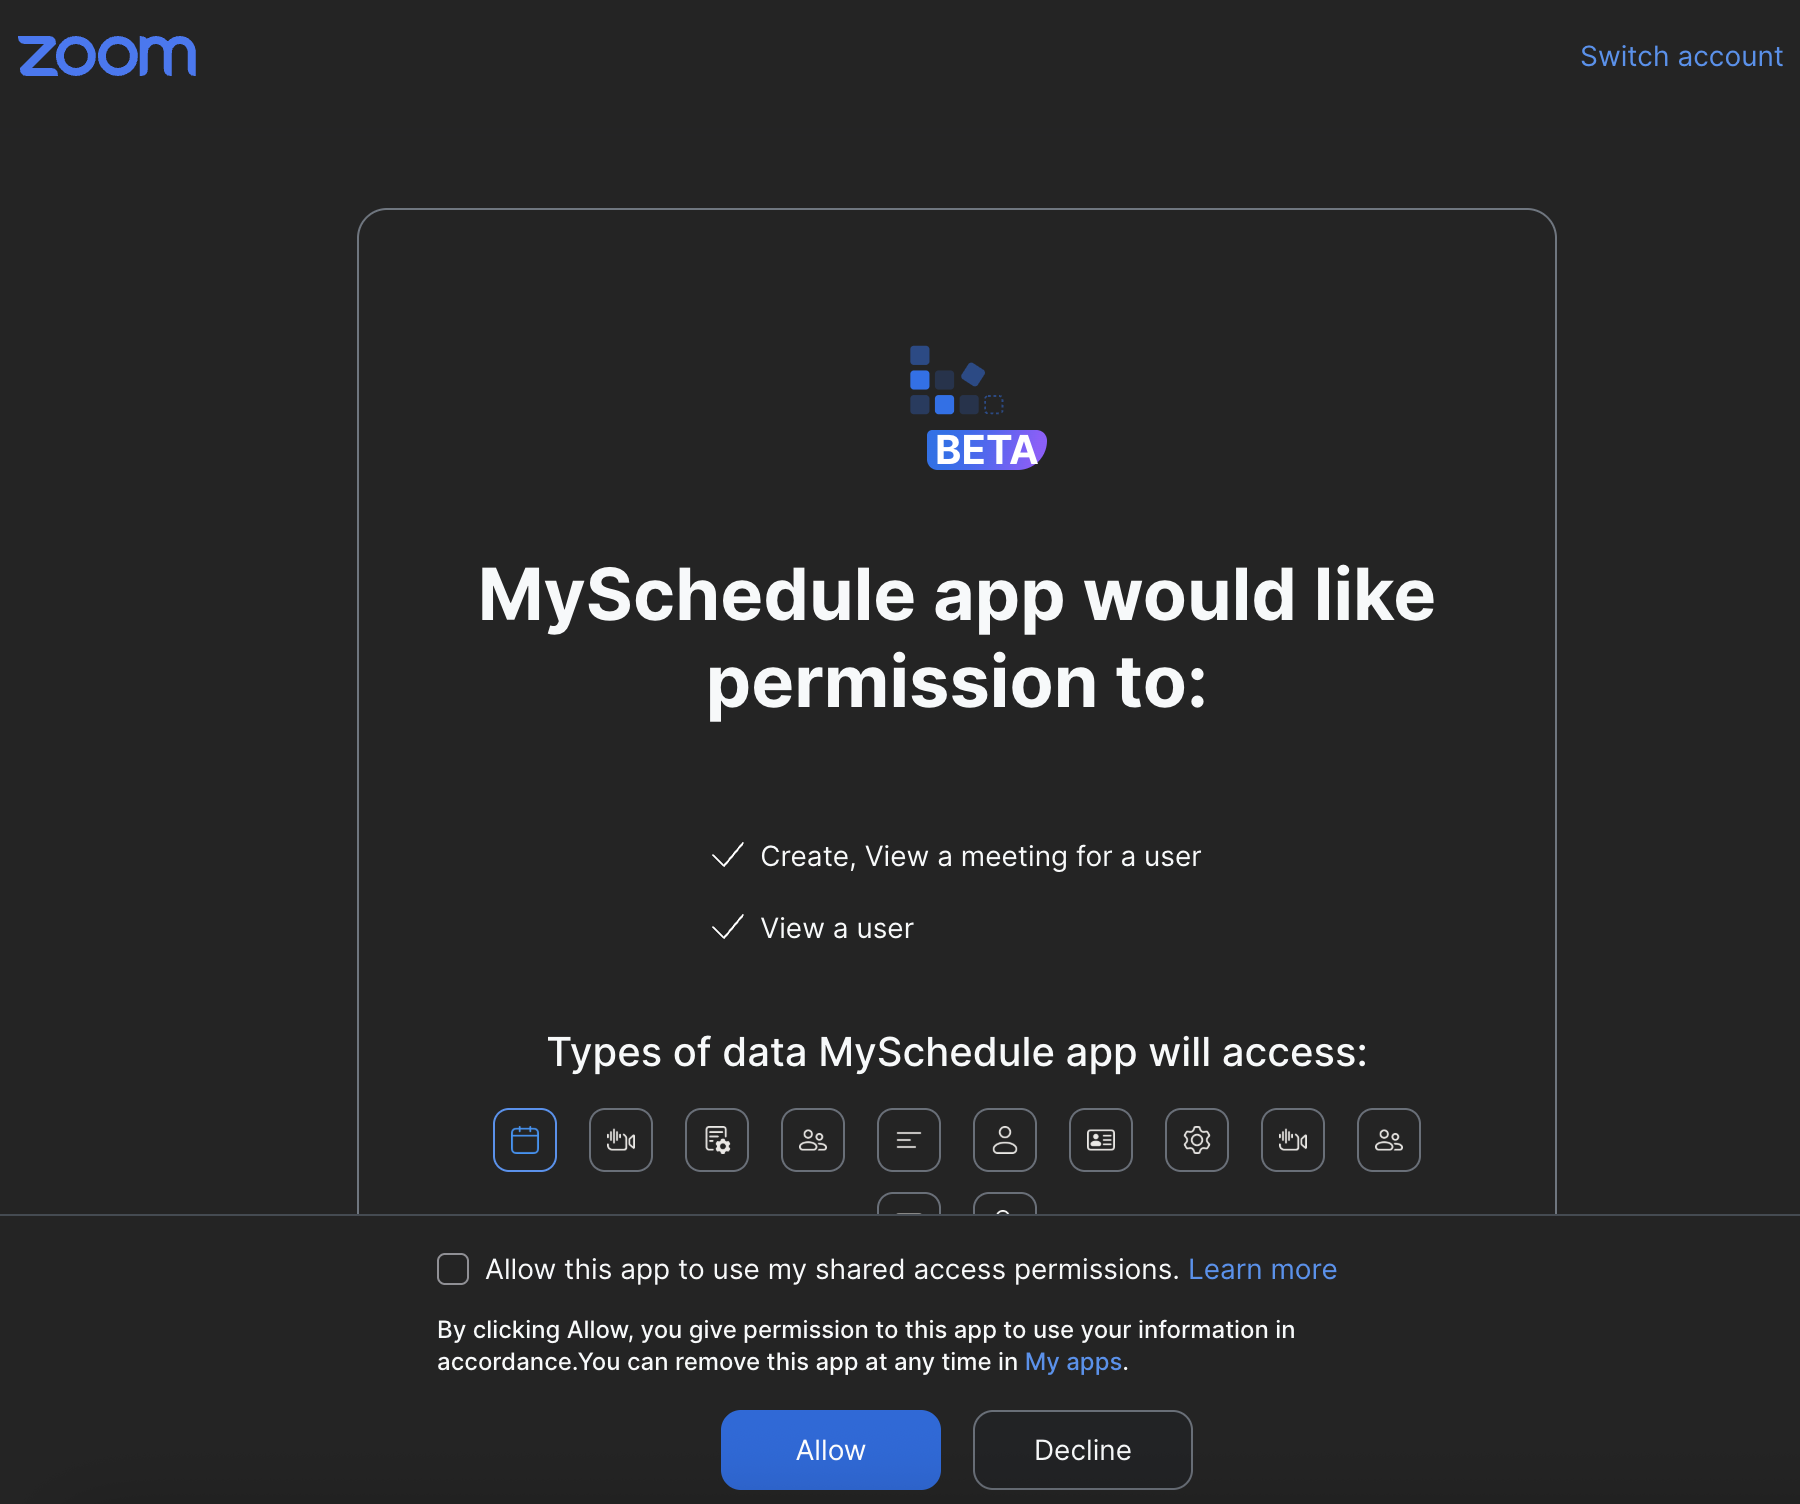 zoom
Switch account
BETA
MySchedule app would like
permission to:
Create, View a meeting for a user
View a user
Types of data MySchedule app will access:
Allow this app to use my shared access permissions. Learn more
By clicking Allow, you give permission to this app to use your information in
accordance.You can remove this app at any time in My apps.
Allow
Decline